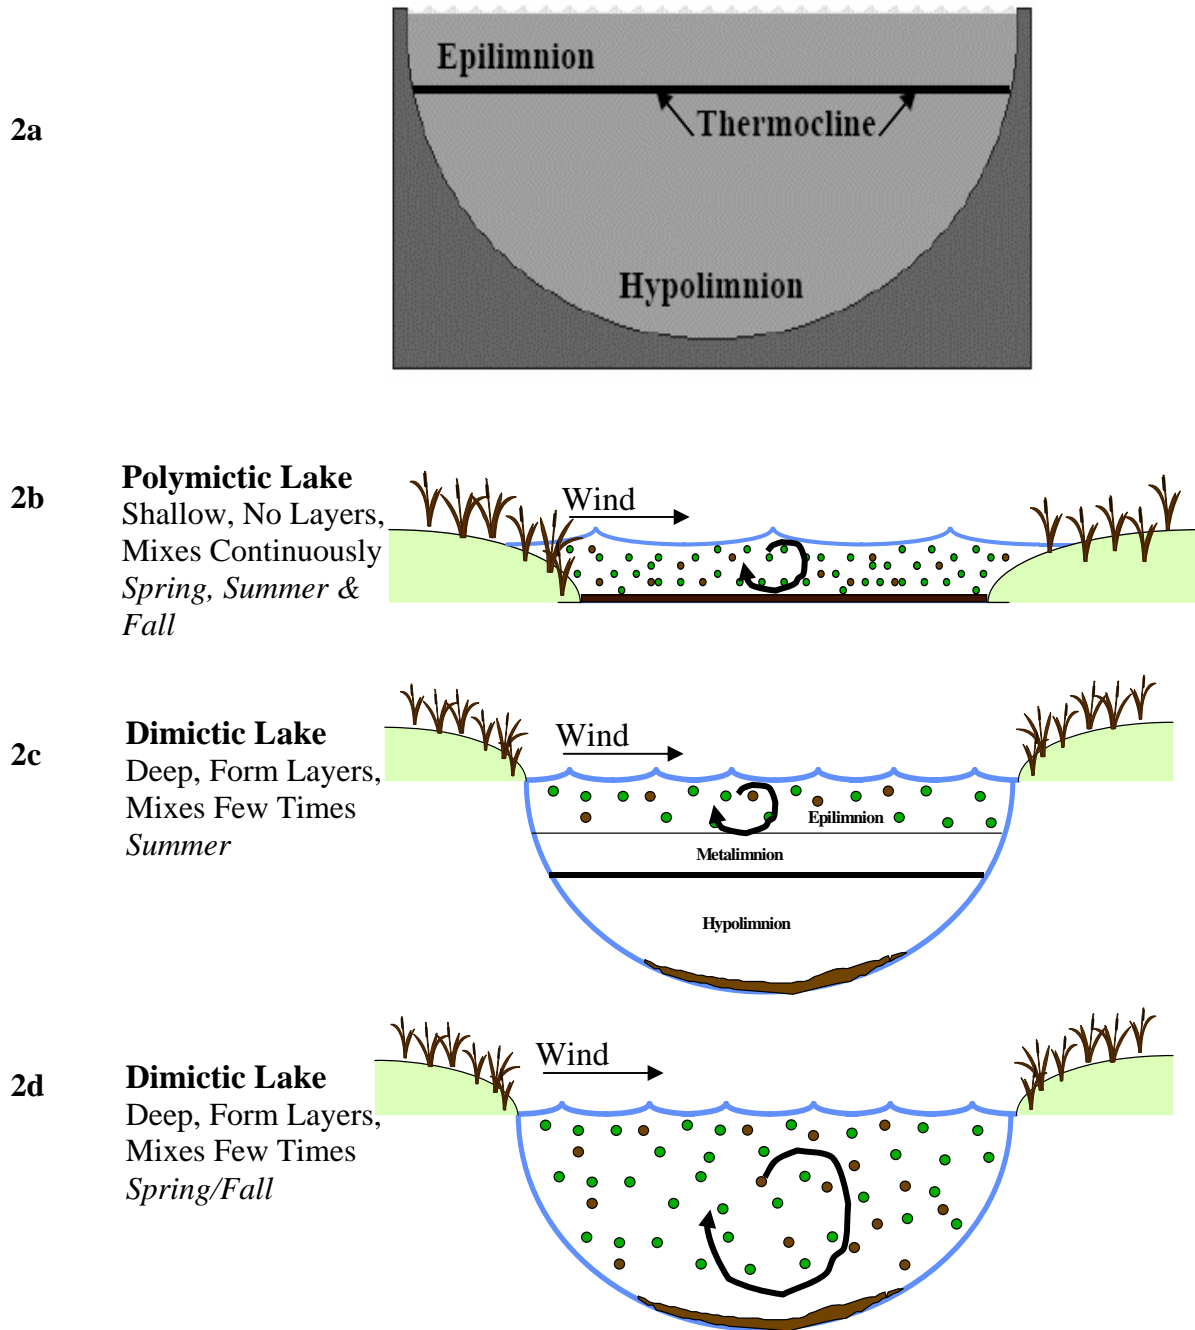 2a
Epilimnion
Thermocline
Hypolimnion
2b
Polymictic Lake
Shallow, No Layers,
Mixes Continuously
Spring, Summer &
Fall
Wind
2c
Dimictic Lake
Deep, Form Layers,
Mixes Few Times
Summer
Wind
Epilimnion
Metalimnion
Hypolimnion
2d
Dimictic Lake
Deep, Form Layers,
Mixes Few Times
Spring/Fall
Wind